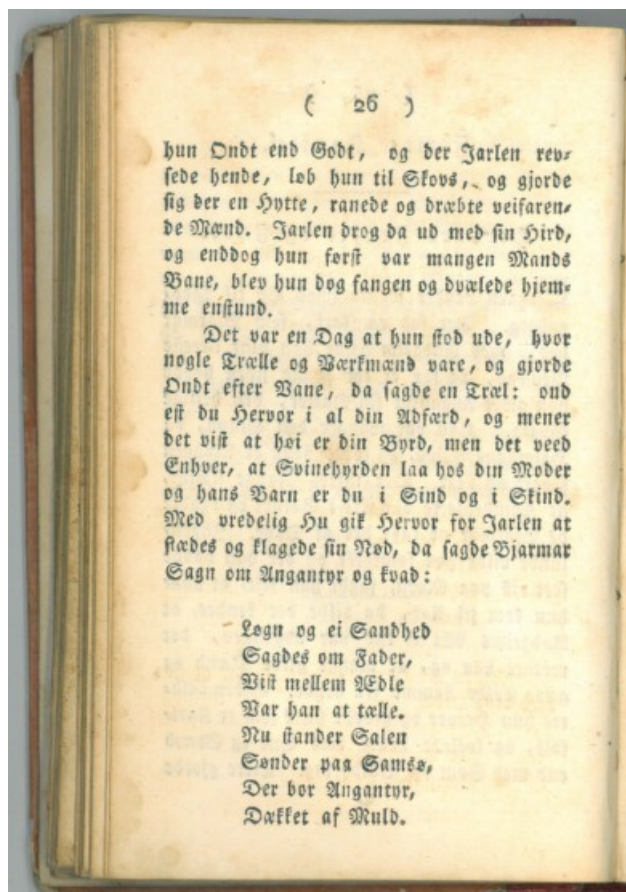 ( 26 )
hun Ondt end Godt, og der Jarlen rev-
sede hende, løb hun til Skovs, og gjorde
sig der en Hytte, ranede og dræbte veifaren-
de Mænd. Jarlen drog da ud med sin Hird,
og enddog hun først var mangen Mands
Bane, blev hun dog fangen og dvælede hjem-
me enstund.
Det var en Dag at hun stod ude, hvor
nogle Trælle og Værkmænd vare, og gjorde
Ondt efter Vane, da sagde en Træl: ond
est du Hervor i al din Adfærd, og mener
det vist at høi er din Byrd, men det veed
Enhver, at Svinehyrden laa hos din Moder
og hans Barn er du i Sind og i Skind.
Med vredelig Hu gik Hervor for Jarlen at
stædes og klagede sin Nød, da sagde Bjarmar
Sagn om Angantyr og kvad:
Løgn og ei Sandhed
Sagdes om Fader,
Vist mellem Ædle
Var han at tælle.
Nu stander Salen
Sønder paa Samsø,
Der bor Angantyr,
Dækket af Muld.